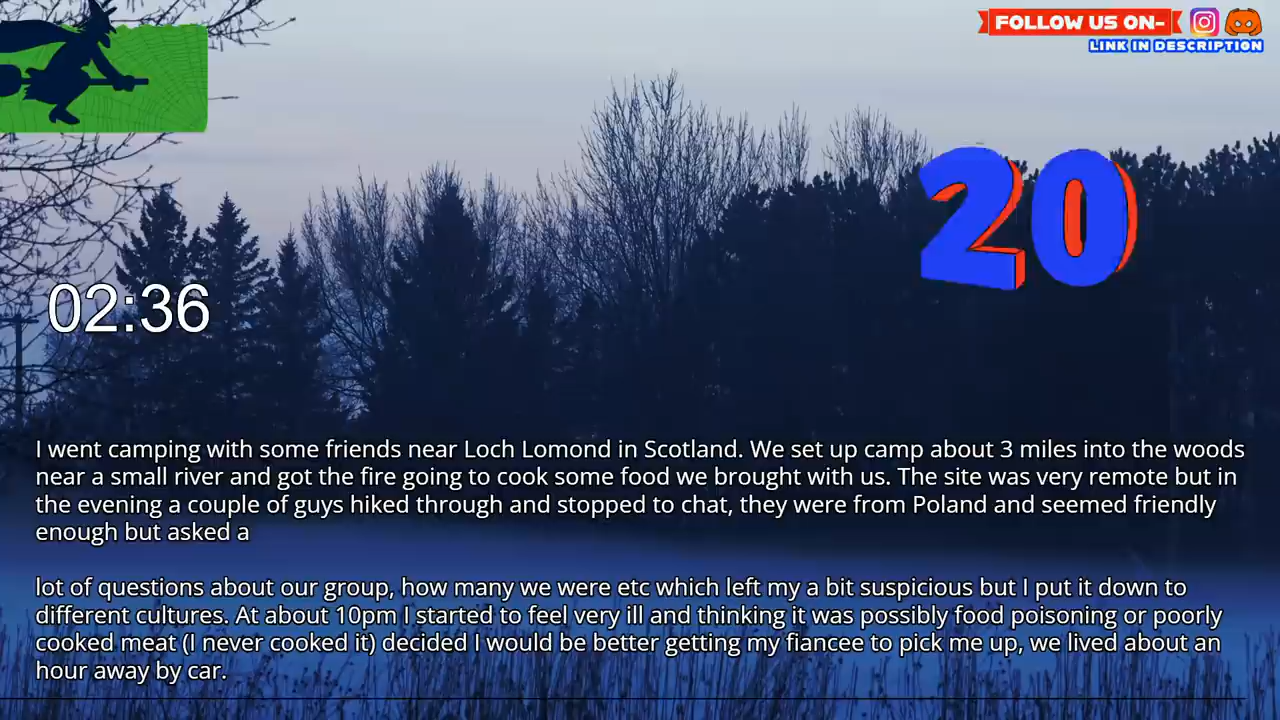 FOLLOW US ON-
LINK IN DESCRIPTION
20
02:36
I went camping with some friends near Loch Lomond in Scotland. We set up camp about 3 miles into the woods
near a small river and got the fire going to cook some food we brought with us. The site was very remote but in
the evening a couple of guys hiked through and stopped to chat, they were from Poland and seemed friendly
enough but asked a
lot of questions about our group, how many we were etc which left my a bit suspicious but I put it down to
different cultures. At about 10pm I started to feel very ill and thinking it was possibly food poisoning or poorly
cooked meat (I never cooked it) decided I would be better getting my fiancee to pick me up, we lived about an
hour away by car.